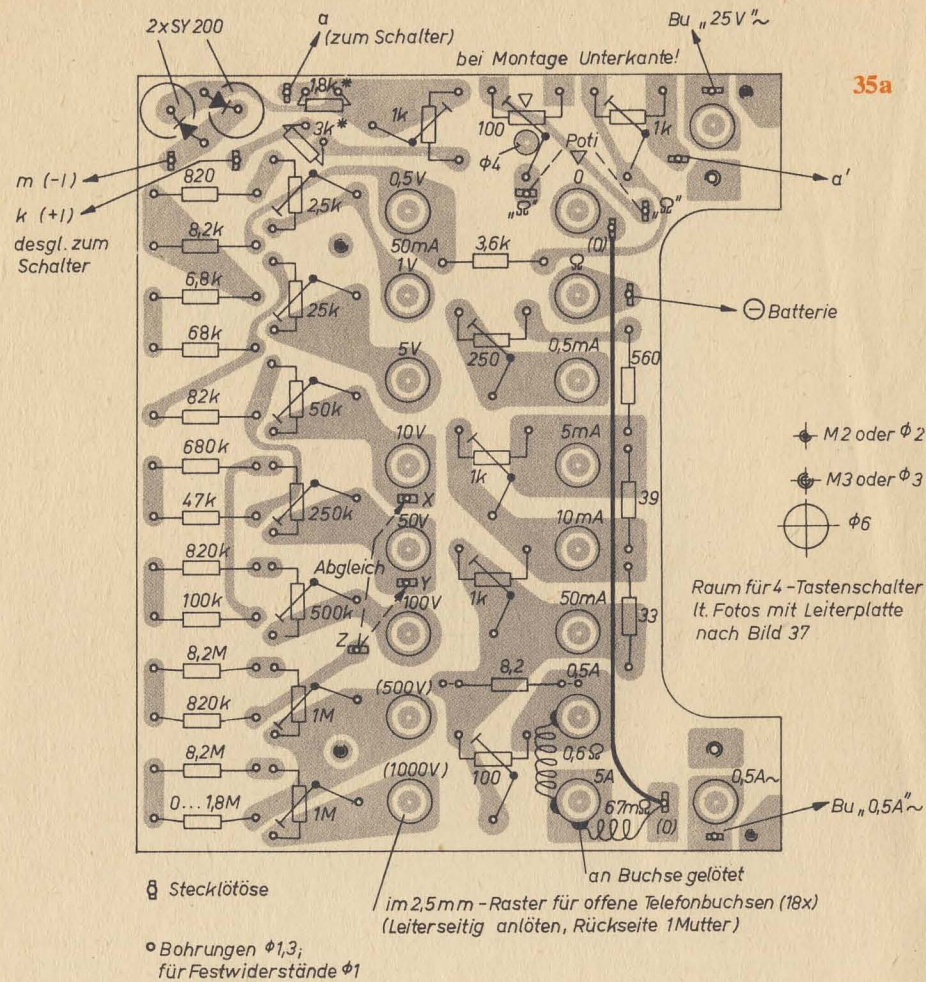 35a
2xSY200
a
(zum Schalter)
bei Montage Unterkante!
Bu „25V"~
1,8k*
3k*
1k
100
Φ4
Poti
0
1k
a'
m (-!)
k (+!)
desgl. zum
Schalter
820
2,5k
0,5V
„Ω"
„Ω"
(0)
8,2k
50mA
1V
3,6k
Ω
6,8k
25k
⊖ Batterie
68k
5V
250
0,5mA
560
82k
50k
10V
5mA
M2 oder Φ2
680k
1k
M3 oder Φ3
47k
250k
X
50V
10mA
39
Φ6
820k
Abgleich
Y
100k
500k
100V
1k
50mA
33
Raum für 4-Tastenschalter
lt. Fotos mit Leiterplatte
nach Bild 37
Z
8,2M
8,2
0,5A
820k
1M
(500V)
0,6Ω
8,2M
100
5A
0,5A~
0...1,8M
1M
(1000V)
67mΩ
(0)
Bu „0,5A"~
an Buchse gelötet
Stecklötöse
im 2,5mm-Raster für offene Telefonbuchsen (18x)
(Leiterseitig anlöten, Rückseite 1Mutter)
Bohrungen Φ1,3;
für Festwiderstände Φ1